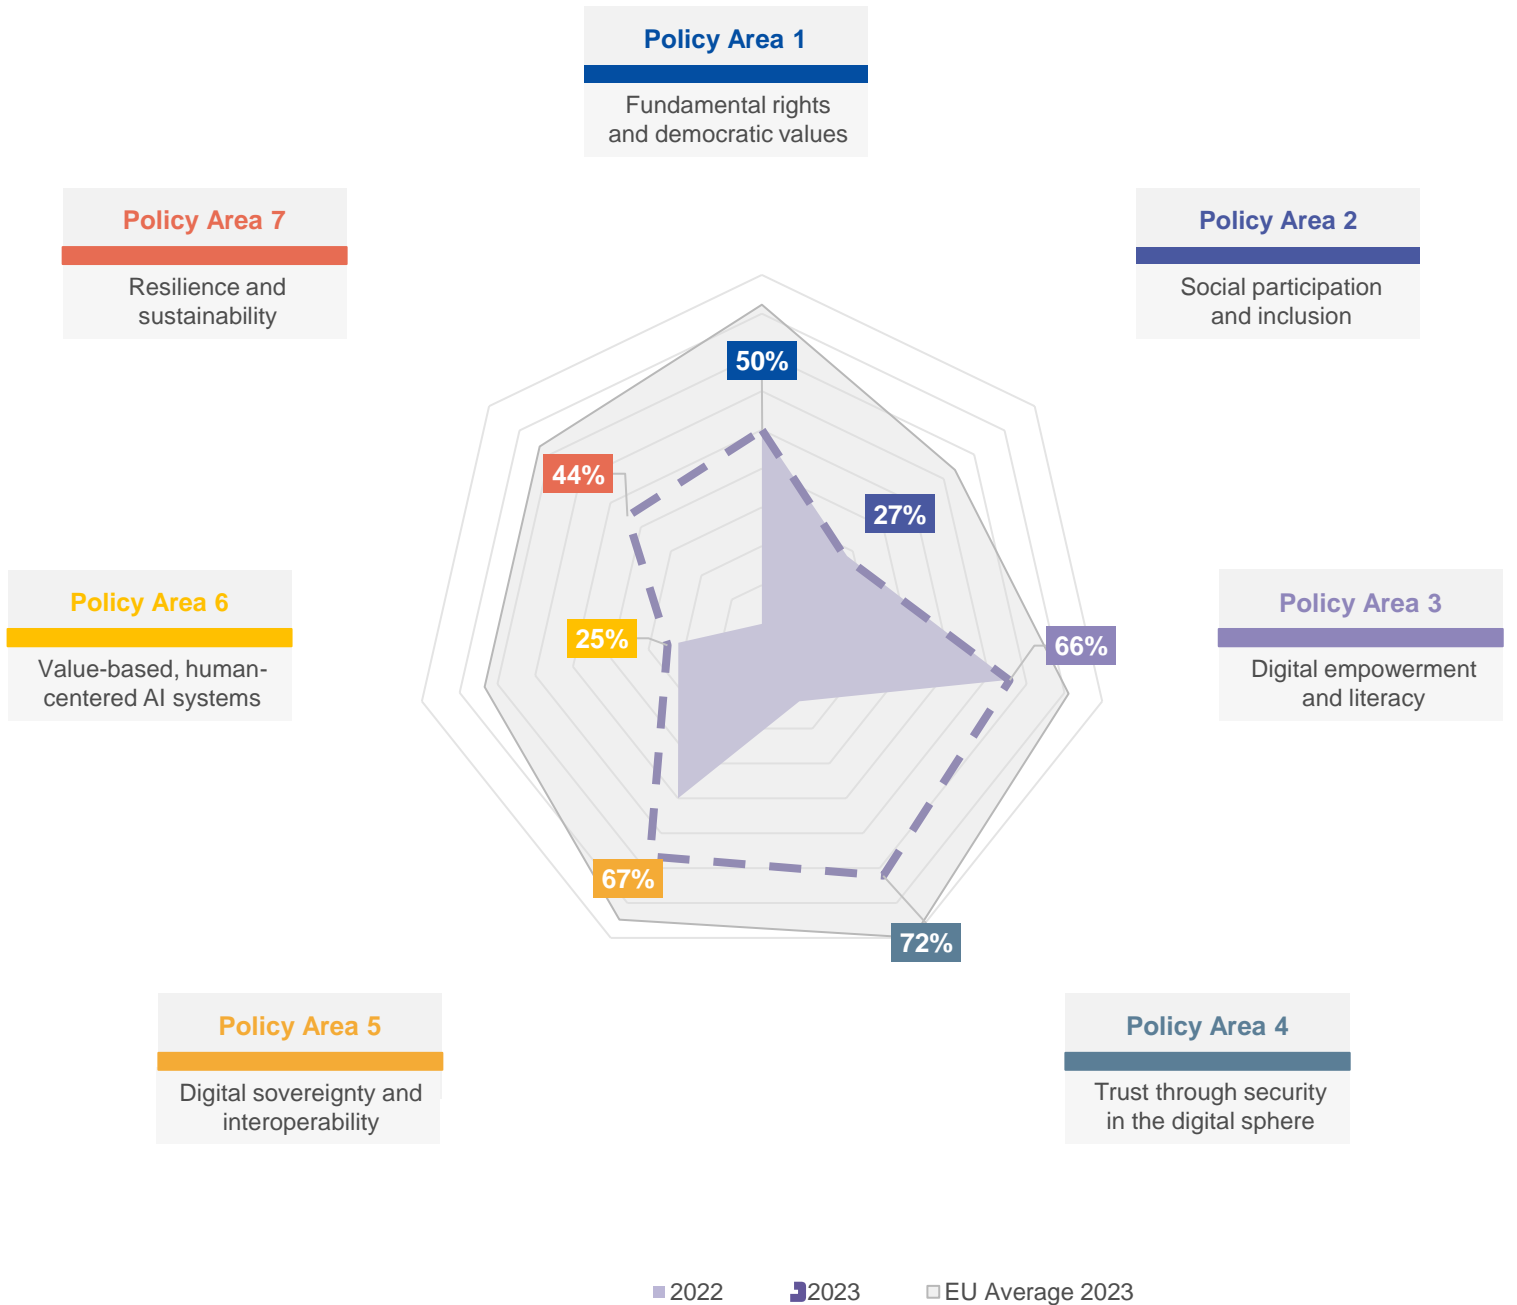 Policy Area 1
Fundamental rights
and democratic values
Policy Area 7
Resilience and
sustainability
Policy Area 2
Social participation
and inclusion
50%
44%
27%
Policy Area 6
Value-based, human-
centered AI systems
25%
66%
Policy Area 3
Digital empowerment
and literacy
67%
72%
Policy Area 5
Digital sovereignty and
interoperability
Policy Area 4
Trust through security
in the digital sphere
2022
2023
EU Average 2023